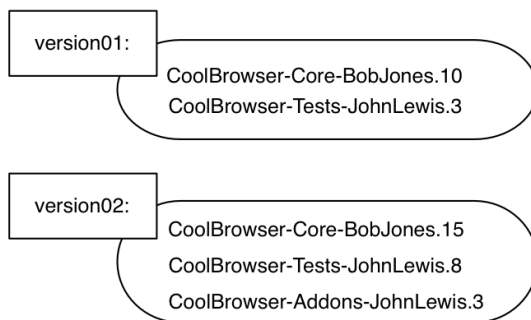 version01:
CoolBrowser-Core-BobJones.10
CoolBrowser-Tests-JohnLewis.3
version02:
CoolBrowser-Core-BobJones.15
CoolBrowser-Tests-JohnLewis.8
CoolBrowser-Addons-JohnLewis.3